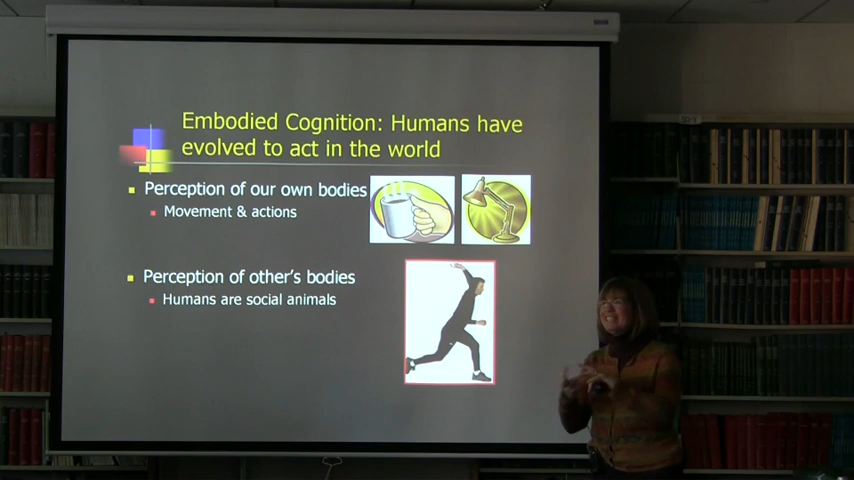 Embodied Cognition: Humans have
evolved to act in the world
Perception of our own bodies
Movement & actions
Perception of other's bodies
Humans are social animals